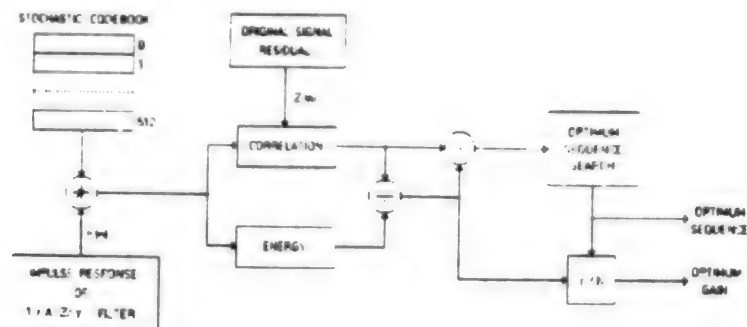 STOCHASTIC CODEBOOK
0
1
512
ORIGINAL SIGNAL
RESIDUAL
CORRELATION
ENERGY
IMPULSE RESPONSE
OF
FILTER
OPTIMUM
SEQUENCE
SEARCH
OPTIMUM
SEQUENCE
OPTIMUM
GAIN